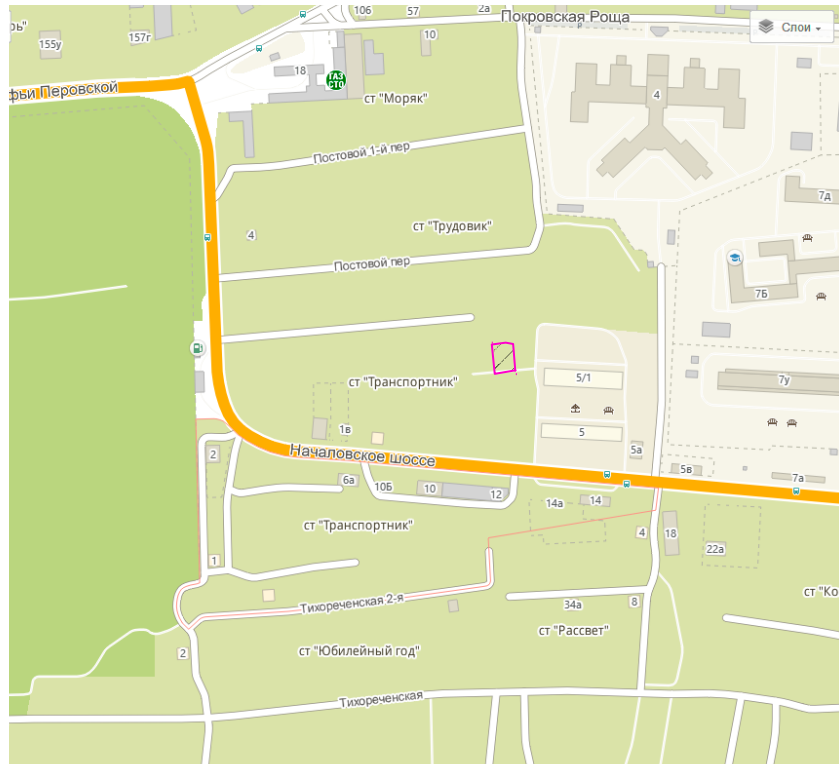 106
57
2а
Покровская Роща
Слои
рь"
155у
157г
10
18
ГАЗ
СТО
4
фьи Перовской
ст "Моряк"
Постовой 1-й пер
7д
4
ст "Трудовик"
Постовой пер
7Б
ст "Транспортник"
5/1
7у
1в
5
Началовское шоссе
5а
2
6а
10Б
10
12
5в
7а
14а
14
ст "Транспортник"
4
18
22а
1
Тихореченская 2-я
34а
8
ст "Ко
ст "Рассвет"
2
ст "Юбилейный год"
Тихореченская